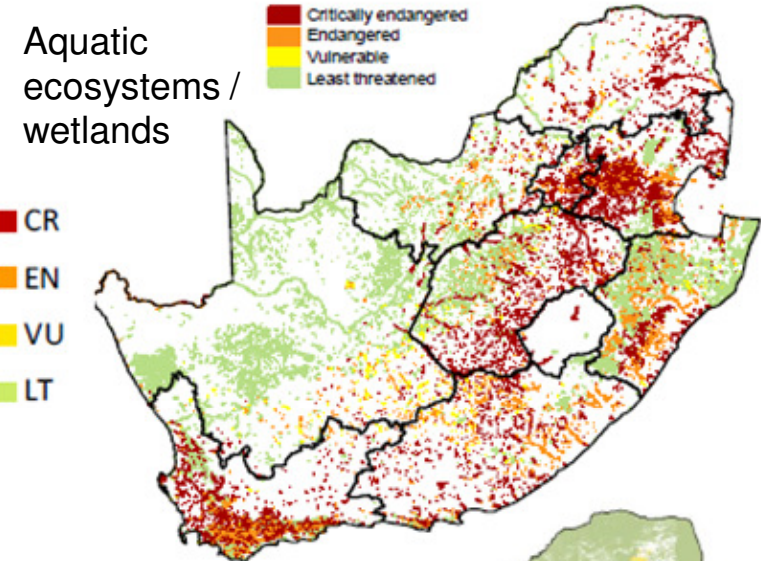 Aquatic
ecosystems /
wetlands
Critically endangered
Endangered
Vulnerable
Least threatened
CR
EN
VU
LT